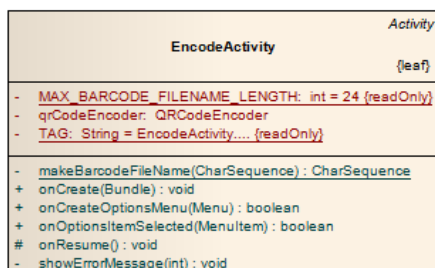 Activity
EncodeActivity
{leaf}
- MAX_BARCODE_FILENAME_LENGTH: int = 24 {readOnly}
- qrCodeEncoder: QRCodeEncoder
- TAG: String = EncodeActivity.... {readOnly}
- makeBarcodeFileName(CharSequence) : CharSequence
+ onCreate(Bundle) : void
+ onCreateOptionsMenu(Menu) : boolean
+ onOptionsItemSelected(MenuItem) : boolean
# onResume() : void
- showErrorMessage(int) : void